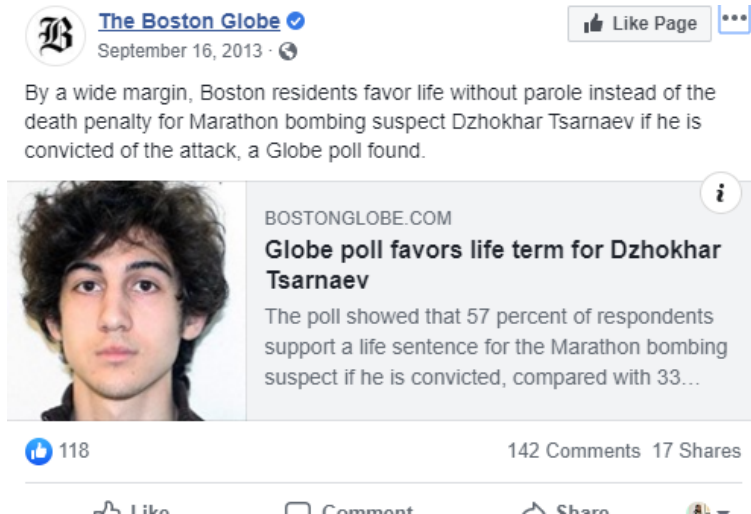 The Boston Globe
September 16, 2013 ·
Like Page
By a wide margin, Boston residents favor life without parole instead of the
death penalty for Marathon bombing suspect Dzhokhar Tsarnaev if he is
convicted of the attack, a Globe poll found.
BOSTONGLOBE.COM
Globe poll favors life term for Dzhokhar
Tsarnaev
The poll showed that 57 percent of respondents
support a life sentence for the Marathon bombing
suspect if he is convicted, compared with 33...
118
142 Comments 17 Shares
Like Comment Share